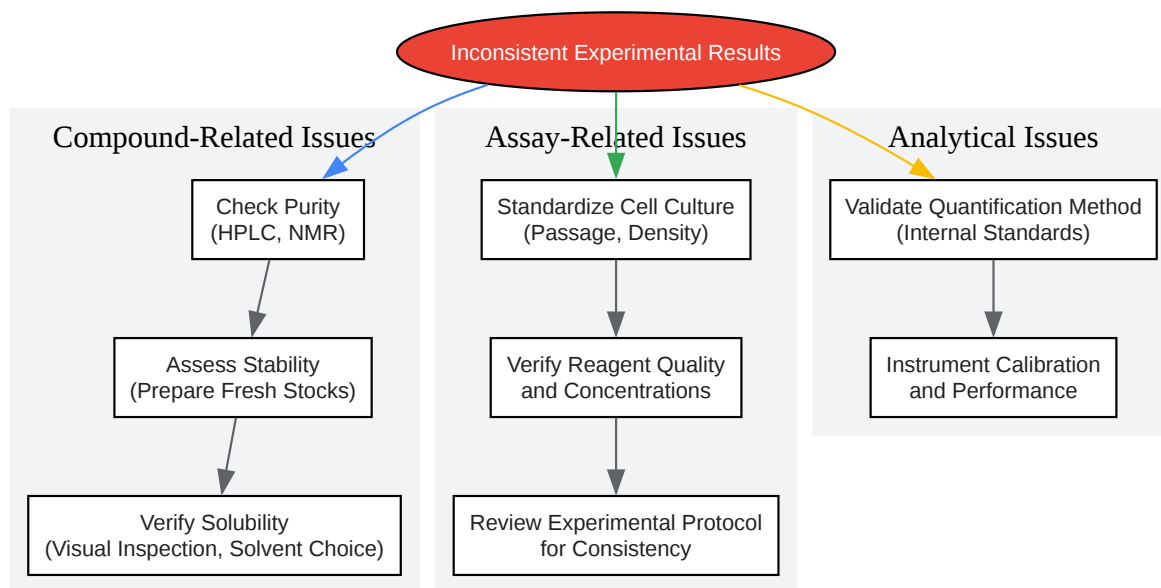 Inconsistent Experimental Results
Compound-Related Issues
Check Purity
(HPLC, NMR)
Assess Stability
(Prepare Fresh Stocks)
Verify Solubility
(Visual Inspection, Solvent Choice)
Assay-Related Issues
Standardize Cell Culture
(Passage, Density)
Verify Reagent Quality
and Concentrations
Review Experimental Protocol
for Consistency
Analytical Issues
Validate Quantification Method
(Internal Standards)
Instrument Calibration
and Performance